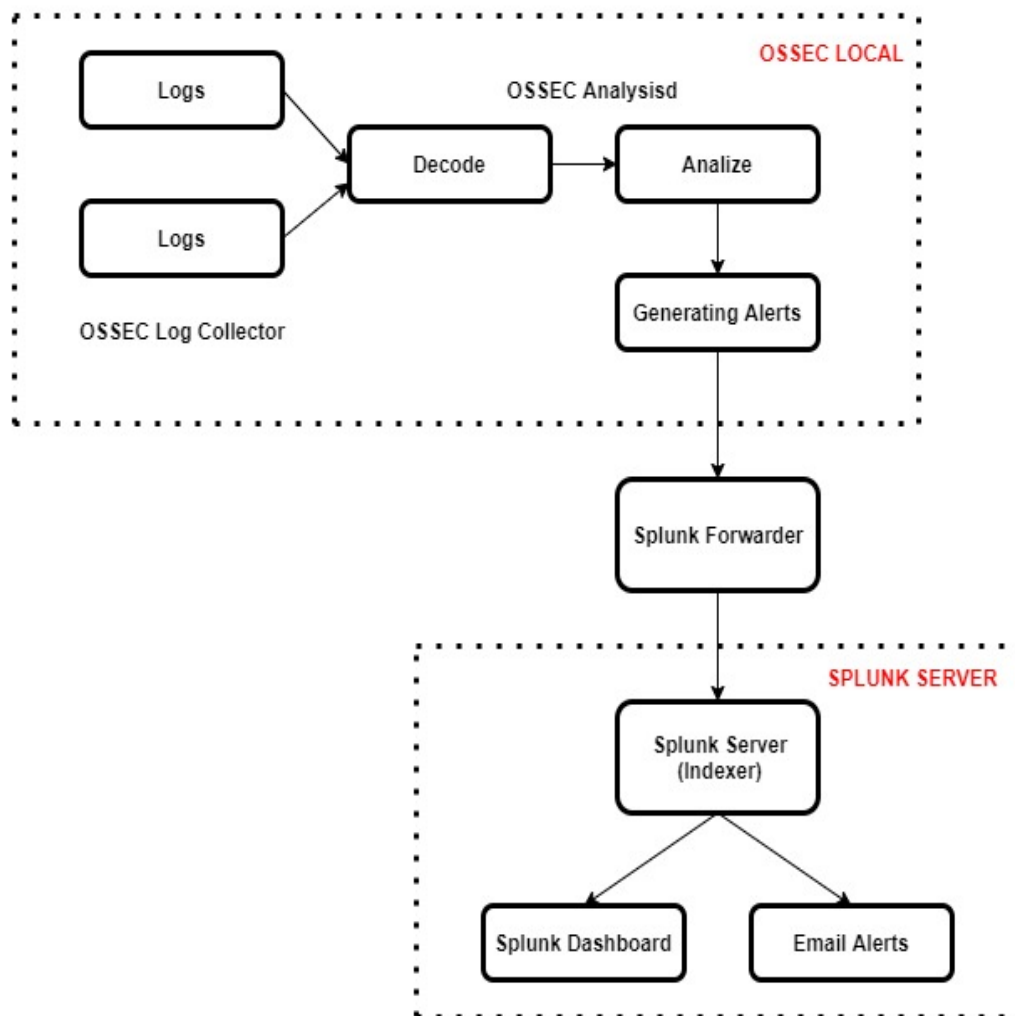 OSSEC LOCAL
Logs
OSSEC Analysisd
Decode
Analize
Logs
Generating Alerts
OSSEC Log Collector
Splunk Forwarder
SPLUNK SERVER
Splunk Server
(Indexer)
Splunk Dashboard
Email Alerts